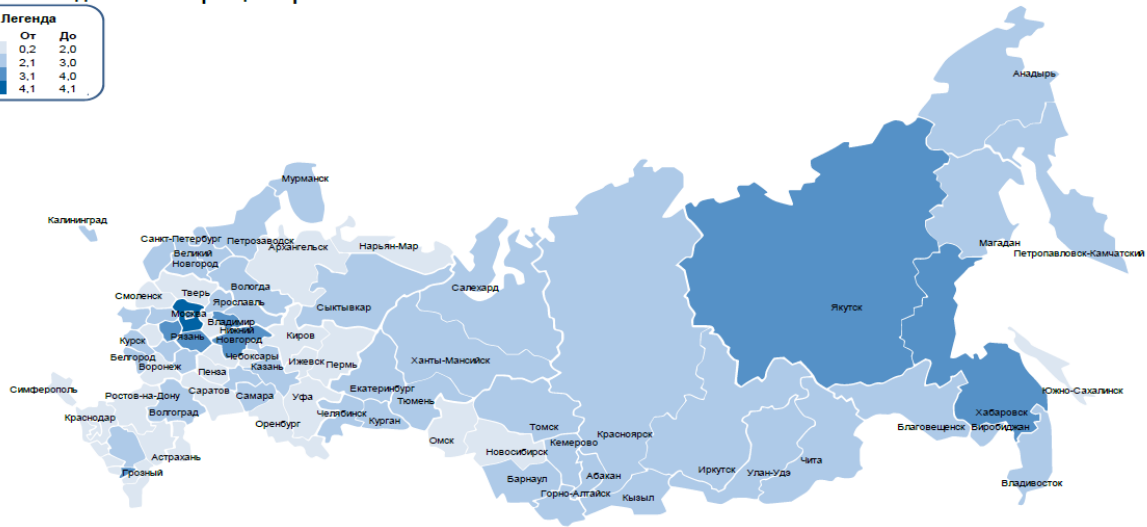 Легенда
От До
0,2 2,0
2,1 3,0
3,1 4,0
4,1 4,1
Анадырь
Мурманск
Калининград
Санкт-Петербург
Петрозаводск
Архангельск
Нарьян-Мар
Великий
Новгород
Магадан
Петропавловск-Камчатский
Салехард
Вологда
Тверь
Смоленск
Ярославль
Сыктывкар
Якутск
Москва
Владимир
Нижний
Новгород
Рязань
Киров
Курск
Белгород
Воронеж
Чебоксары
Казань
Ижевск
Пермь
Ханты-Мансийск
Пенза
Симферополь
Ростов-на-Дону
Саратов
Самара
Уфа
Екатеринбург
Тюмень
Южно-Сахалинск
Краснодар
Волгоград
Оренбург
Челябинск
Курган
Хабаровск
Благовещенск
Биробиджан
Томск
Красноярск
Омск
Кемерово
Новосибирск
Астрахань
Грозный
Барнаул
Абакан
Горно-Алтайск
Кызыл
Иркутск
Улан-Удэ
Чита
Владивосток